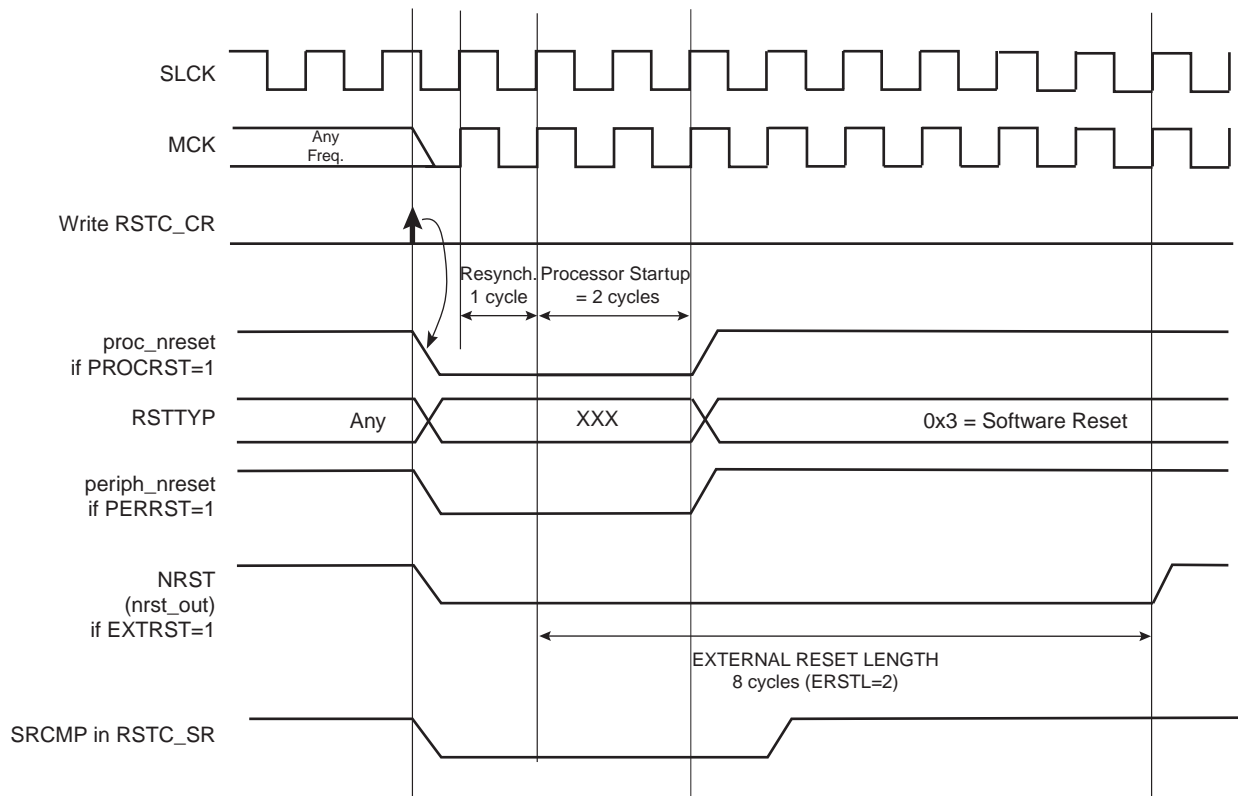 SLCK
MCK
Any
Freq.
Write RSTC_CR
Resynch.
1 cycle
Processor Startup
= 2 cycles
proc_nreset
if PROCRST=1
RSTTYP
Any
XXX
0x3 = Software Reset
periph_nreset
if PERRST=1
NRST
(nrst_out)
if EXTRST=1
EXTERNAL RESET LENGTH
8 cycles (ERSTL=2)
SRCMP in RSTC_SR